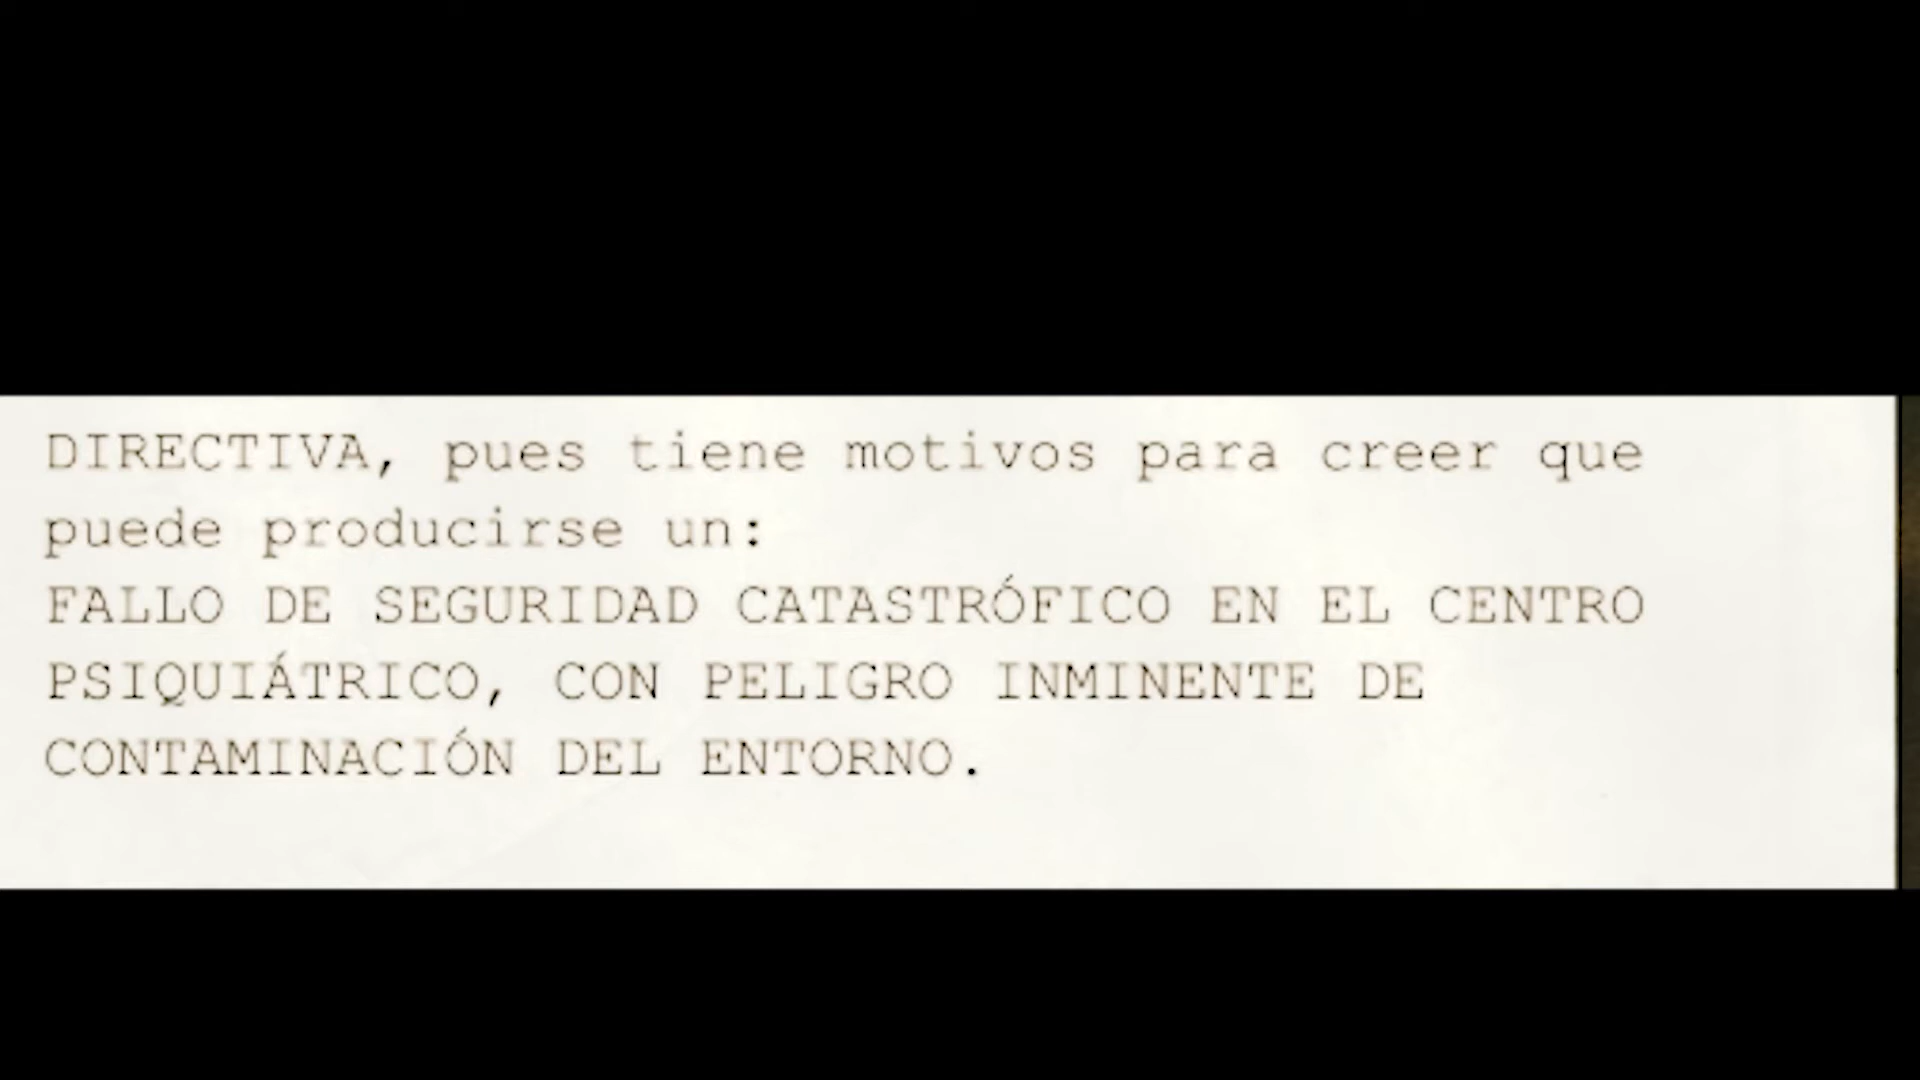 DIRECTIVA, pues tiene motivos para creer que
puede producirse un:
FALLO DE SEGURIDAD CATASTRÓFICO EN EL CENTRO
PSIQUIÁTRICO, CON PELIGRO INMINENTE DE
CONTAMINACIÓN DEL ENTORNO.